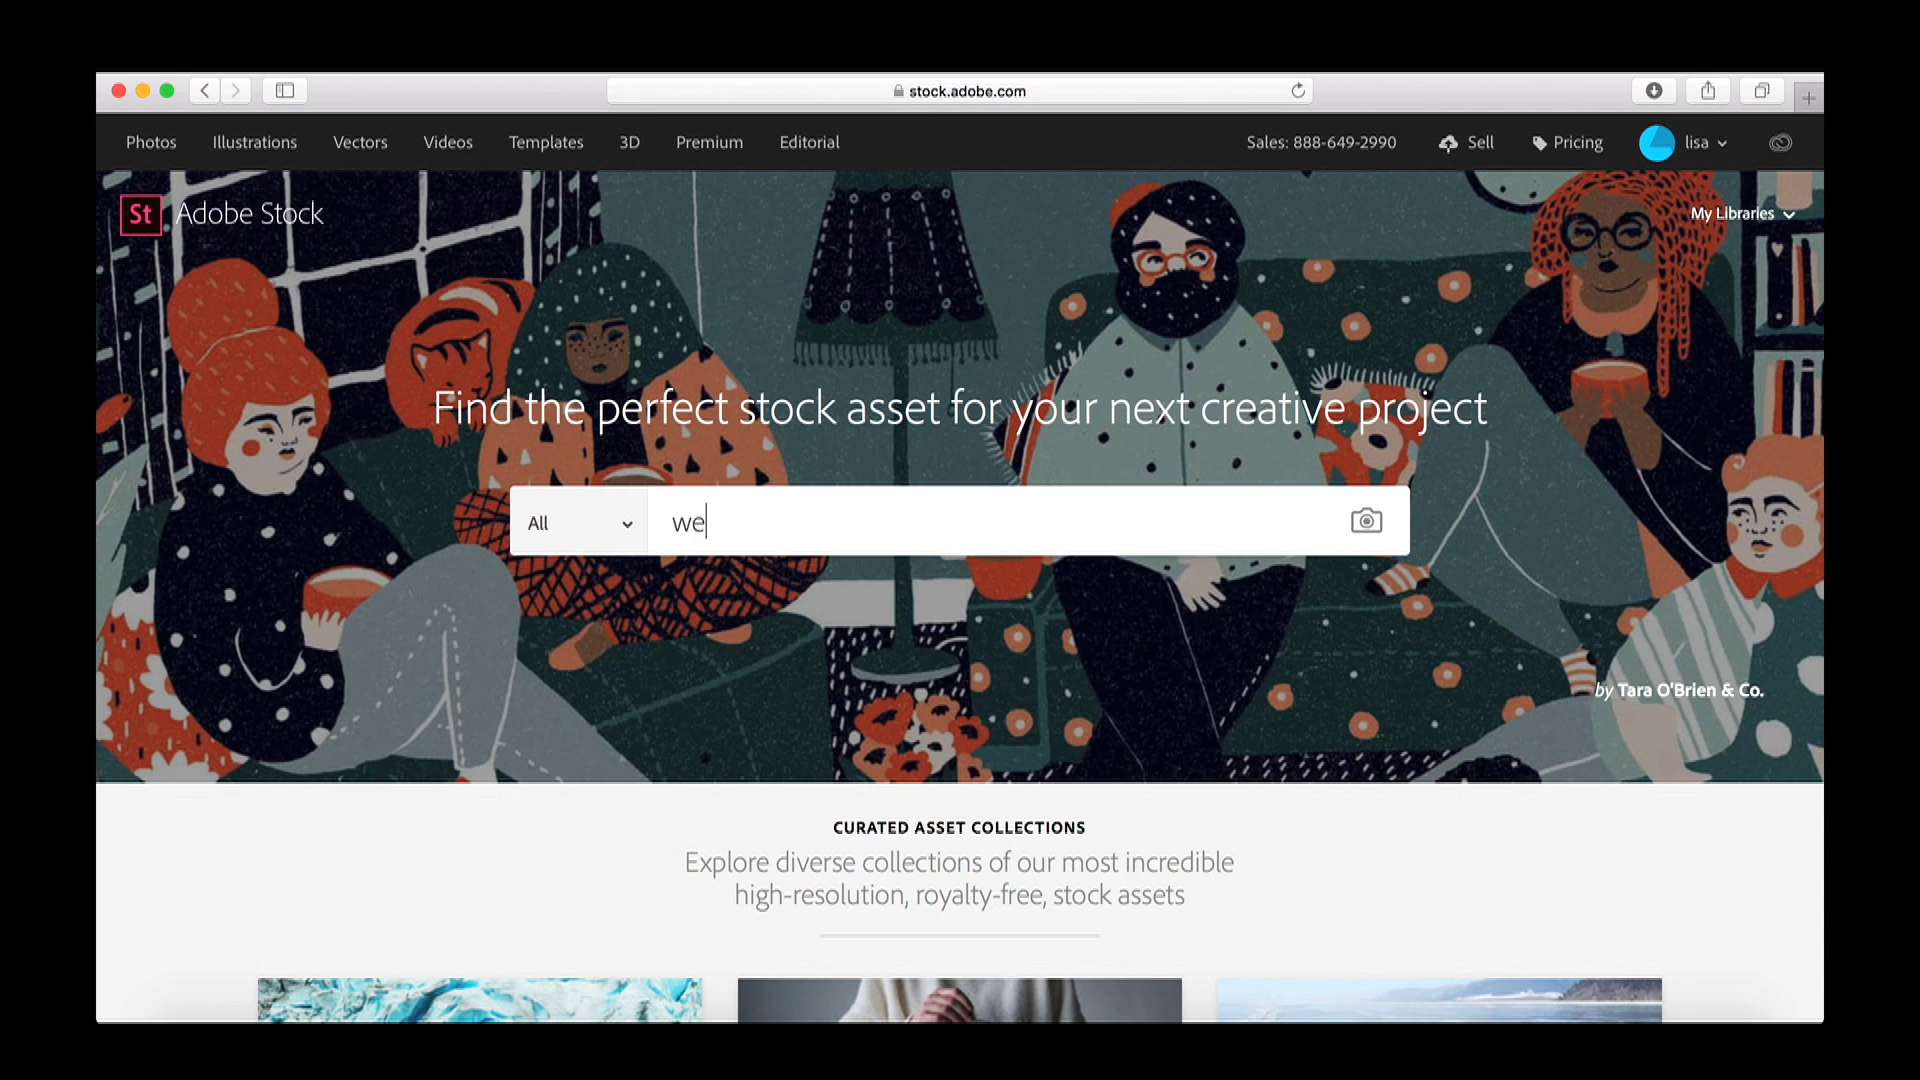 stock.adobe.com
Photos Illustrations Vectors Videos Templates 3D Premium Editorial Sales: 888-649-2990 Sell Pricing lisa
St Adobe Stock My Libraries
Find the perfect stock asset for your next creative project
All we
by Tara O'Brien & Co.
CURATED ASSET COLLECTIONS
Explore diverse collections of our most incredible
high-resolution, royalty-free, stock assets